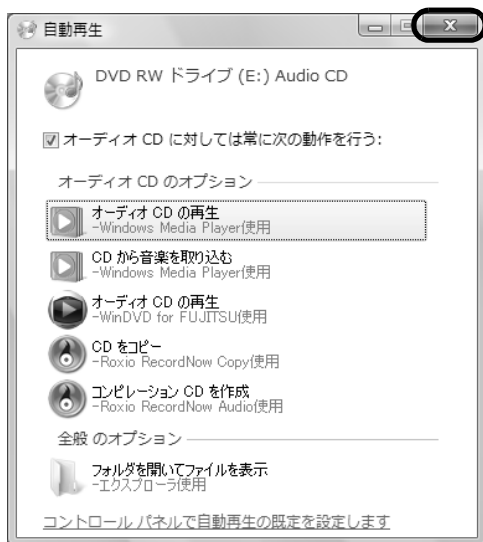 自動再生
DVD RW ドライブ (E:) Audio CD
オーディオ CD に対しては常に次の動作を行う:
オーディオ CD のオプション
オーディオ CD の再生
-Windows Media Player使用
CD から音楽を取り込む
-Windows Media Player使用
オーディオ CD の再生
-WinDVD for FUJITSU使用
CD をコピー
-Roxio RecordNow Copy使用
コンピレーション CD を作成
-Roxio RecordNow Audio使用
全般 のオプション
フォルダを開いてファイルを表示
-エクスプローラ使用
コントロール パネルで自動再生の既定を設定します